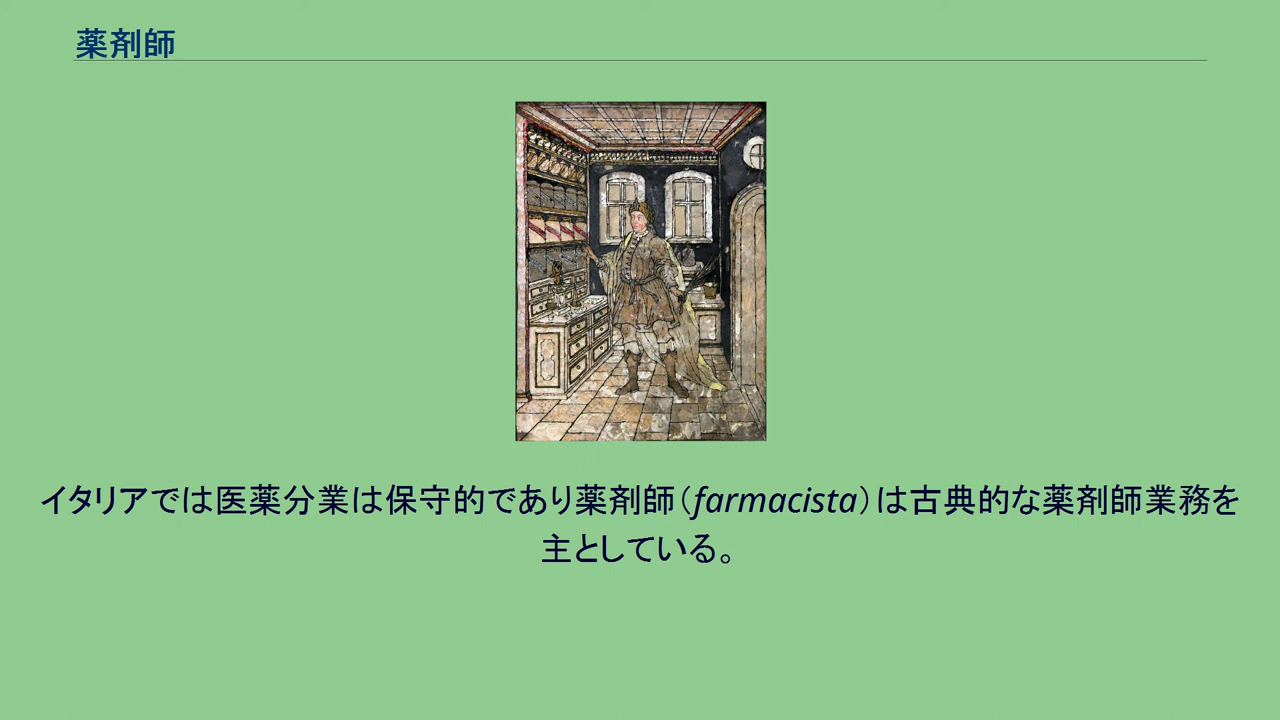 薬剤師
イタリアでは医薬分業は保守的であり薬剤師（farmacista）は古典的な薬剤師業務を
主としている。